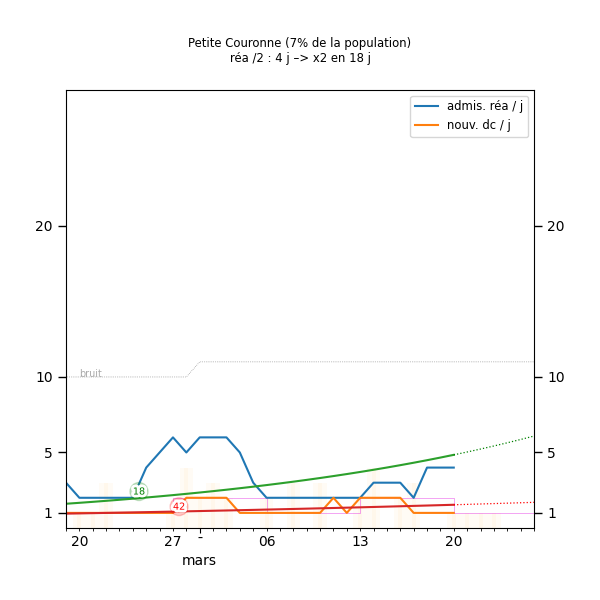 Petite Couronne (7% de la population)
réa /2 : 4 j –> x2 en 18 j
admis. réa / j
nouv. dc / j
20
20
bruit
10
10
5
5
18
42
1
1
20
27
-
06
13
20
mars